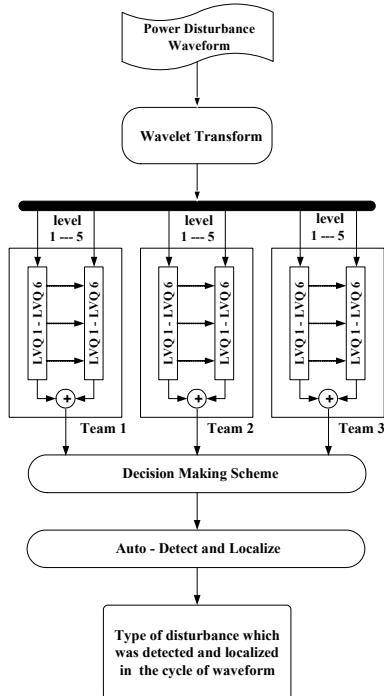 Power Disturbance
Waveform
Wavelet Transform
level
1 --- 5
level
1 --- 5
level
1 --- 5
LVQ 1 - LVQ 6
LVQ 1 - LVQ 6
LVQ 1 - LVQ 6
LVQ 1 - LVQ 6
LVQ 1 - LVQ 6
LVQ 1 - LVQ 6
+
+
+
Team 1
Team 2
Team 3
Decision Making Scheme
Auto - Detect and Localize
Type of disturbance which
was detected and localized
in the cycle of waveform